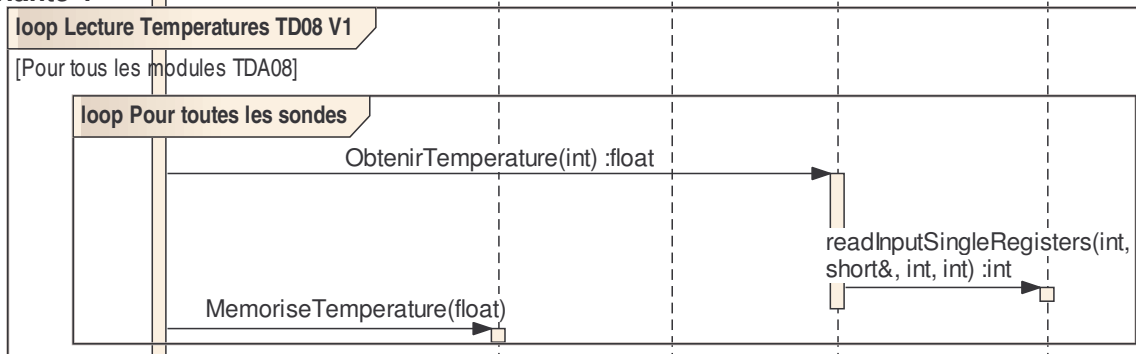 loop Lecture Temperatures TD08 V1
[Pour tous les modules TDA08]
loop Pour toutes les sondes
ObtenirTemperature(int) :float
readInputSingleRegisters(int,
short&, int, int) :int
MemoriseTemperature(float)